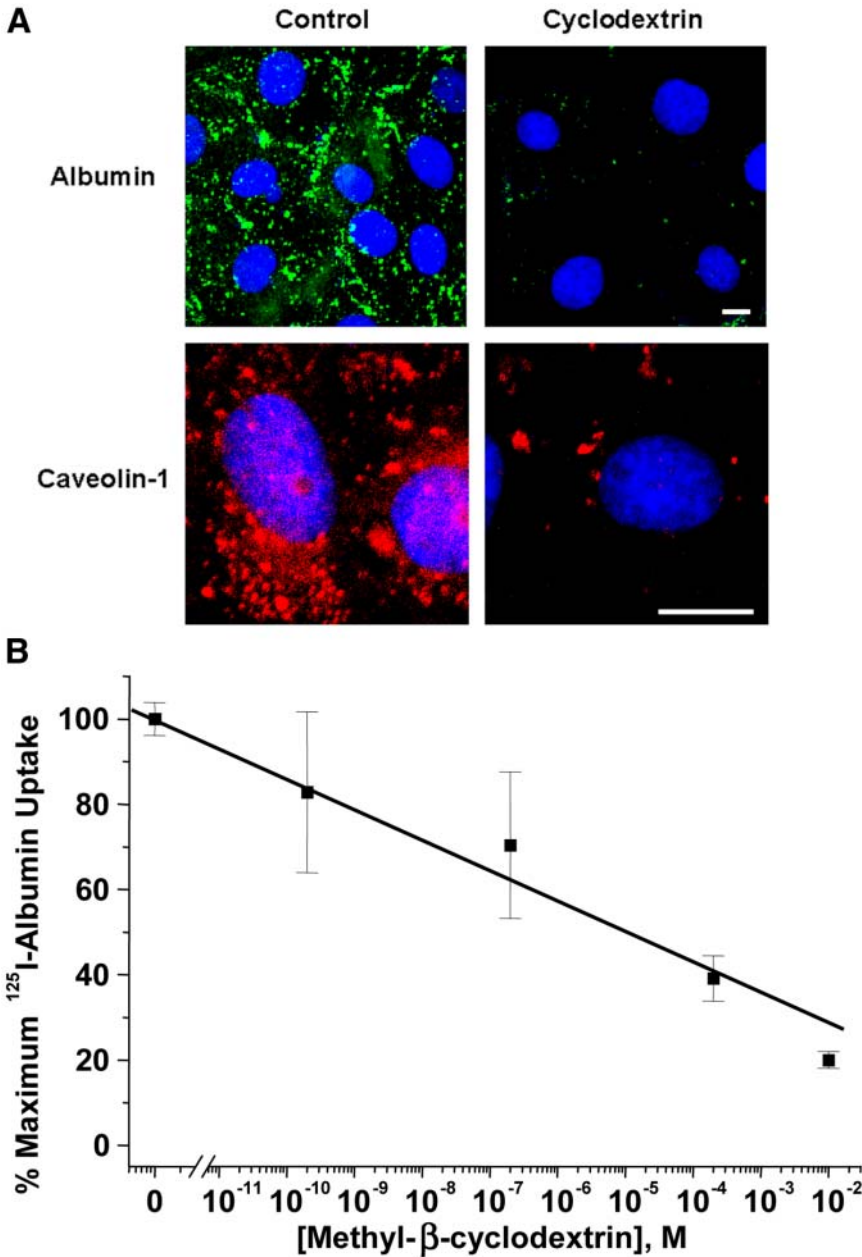 A
Control Cyclodextrin
Albumin
Caveolin-1
B
% Maximum ¹²⁵I-Albumin Uptake
100
80
60
40
20
0
0 10⁻¹¹ 10⁻¹⁰ 10⁻⁹ 10⁻⁸ 10⁻⁷ 10⁻⁶ 10⁻⁵ 10⁻⁴ 10⁻³ 10⁻²
[Methyl-β-cyclodextrin], M